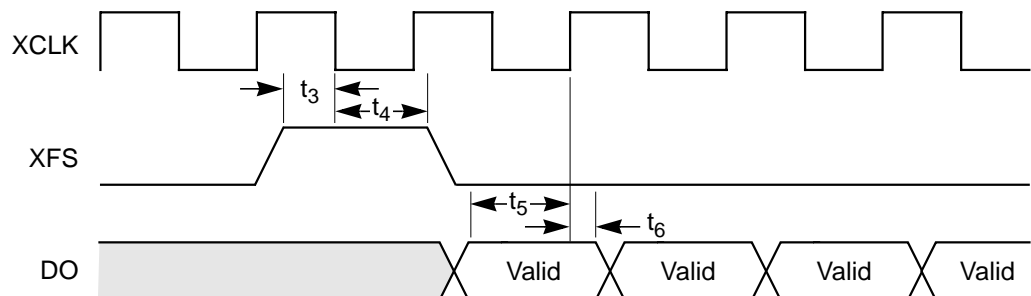 XCLK
t3
t4
XFS
t5
t6
DO
Valid
Valid
Valid
Valid